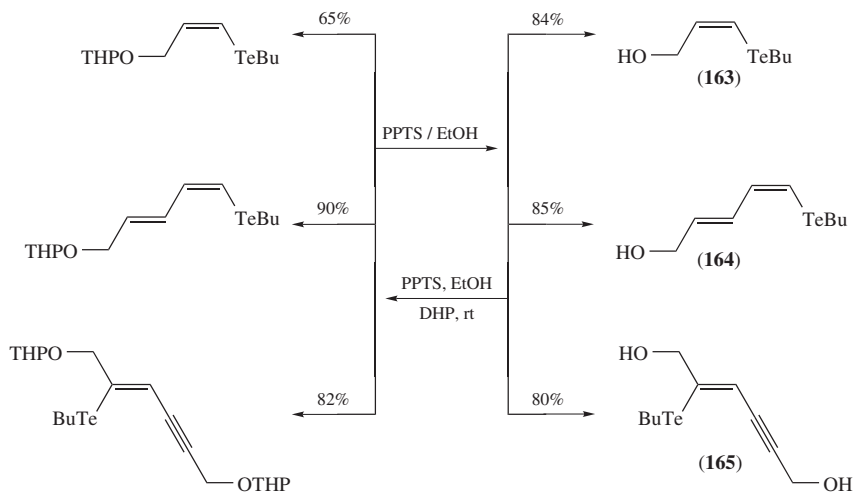 65%
84%
THPO
TeBu
HO
TeBu
(163)
PPTS / EtOH
90%
85%
TeBu
TeBu
THPO
HO
(164)
PPTS, EtOH
DHP, rt
THPO
HO
82%
80%
BuTe
BuTe
(165)
OTHP
OH